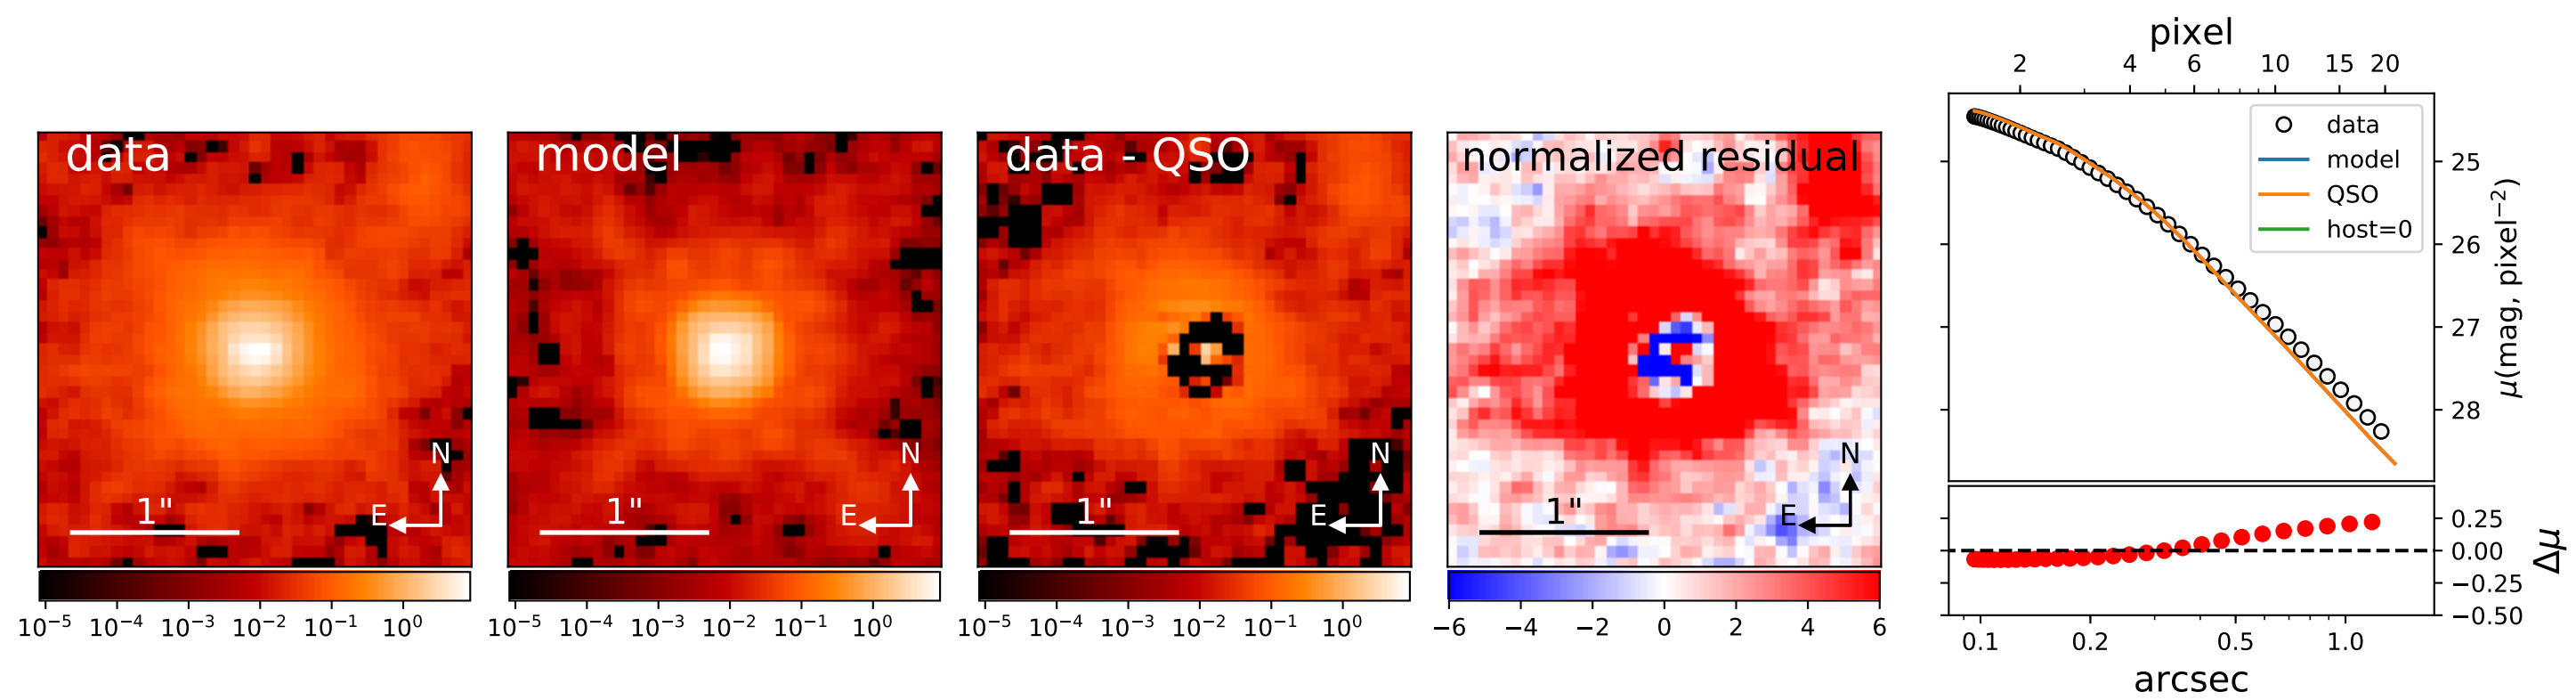 data
N
E
1"
10⁻⁵ 10⁻⁴ 10⁻³ 10⁻² 10⁻¹ 10⁰
model
N
E
1"
10⁻⁵ 10⁻⁴ 10⁻³ 10⁻² 10⁻¹ 10⁰
data - QSO
N
E
1"
10⁻⁵ 10⁻⁴ 10⁻³ 10⁻² 10⁻¹ 10⁰
normalized residual
N
E
1"
−6 −4 −2 0 2 4 6
pixel
2 4 6 10 15 20
data
model
QSO
host=0
25
26
27
28
μ(mag, pixel⁻²)
0.25
0.00
−0.25
−0.50
Δμ
0.1 0.2 0.5 1.0
arcsec